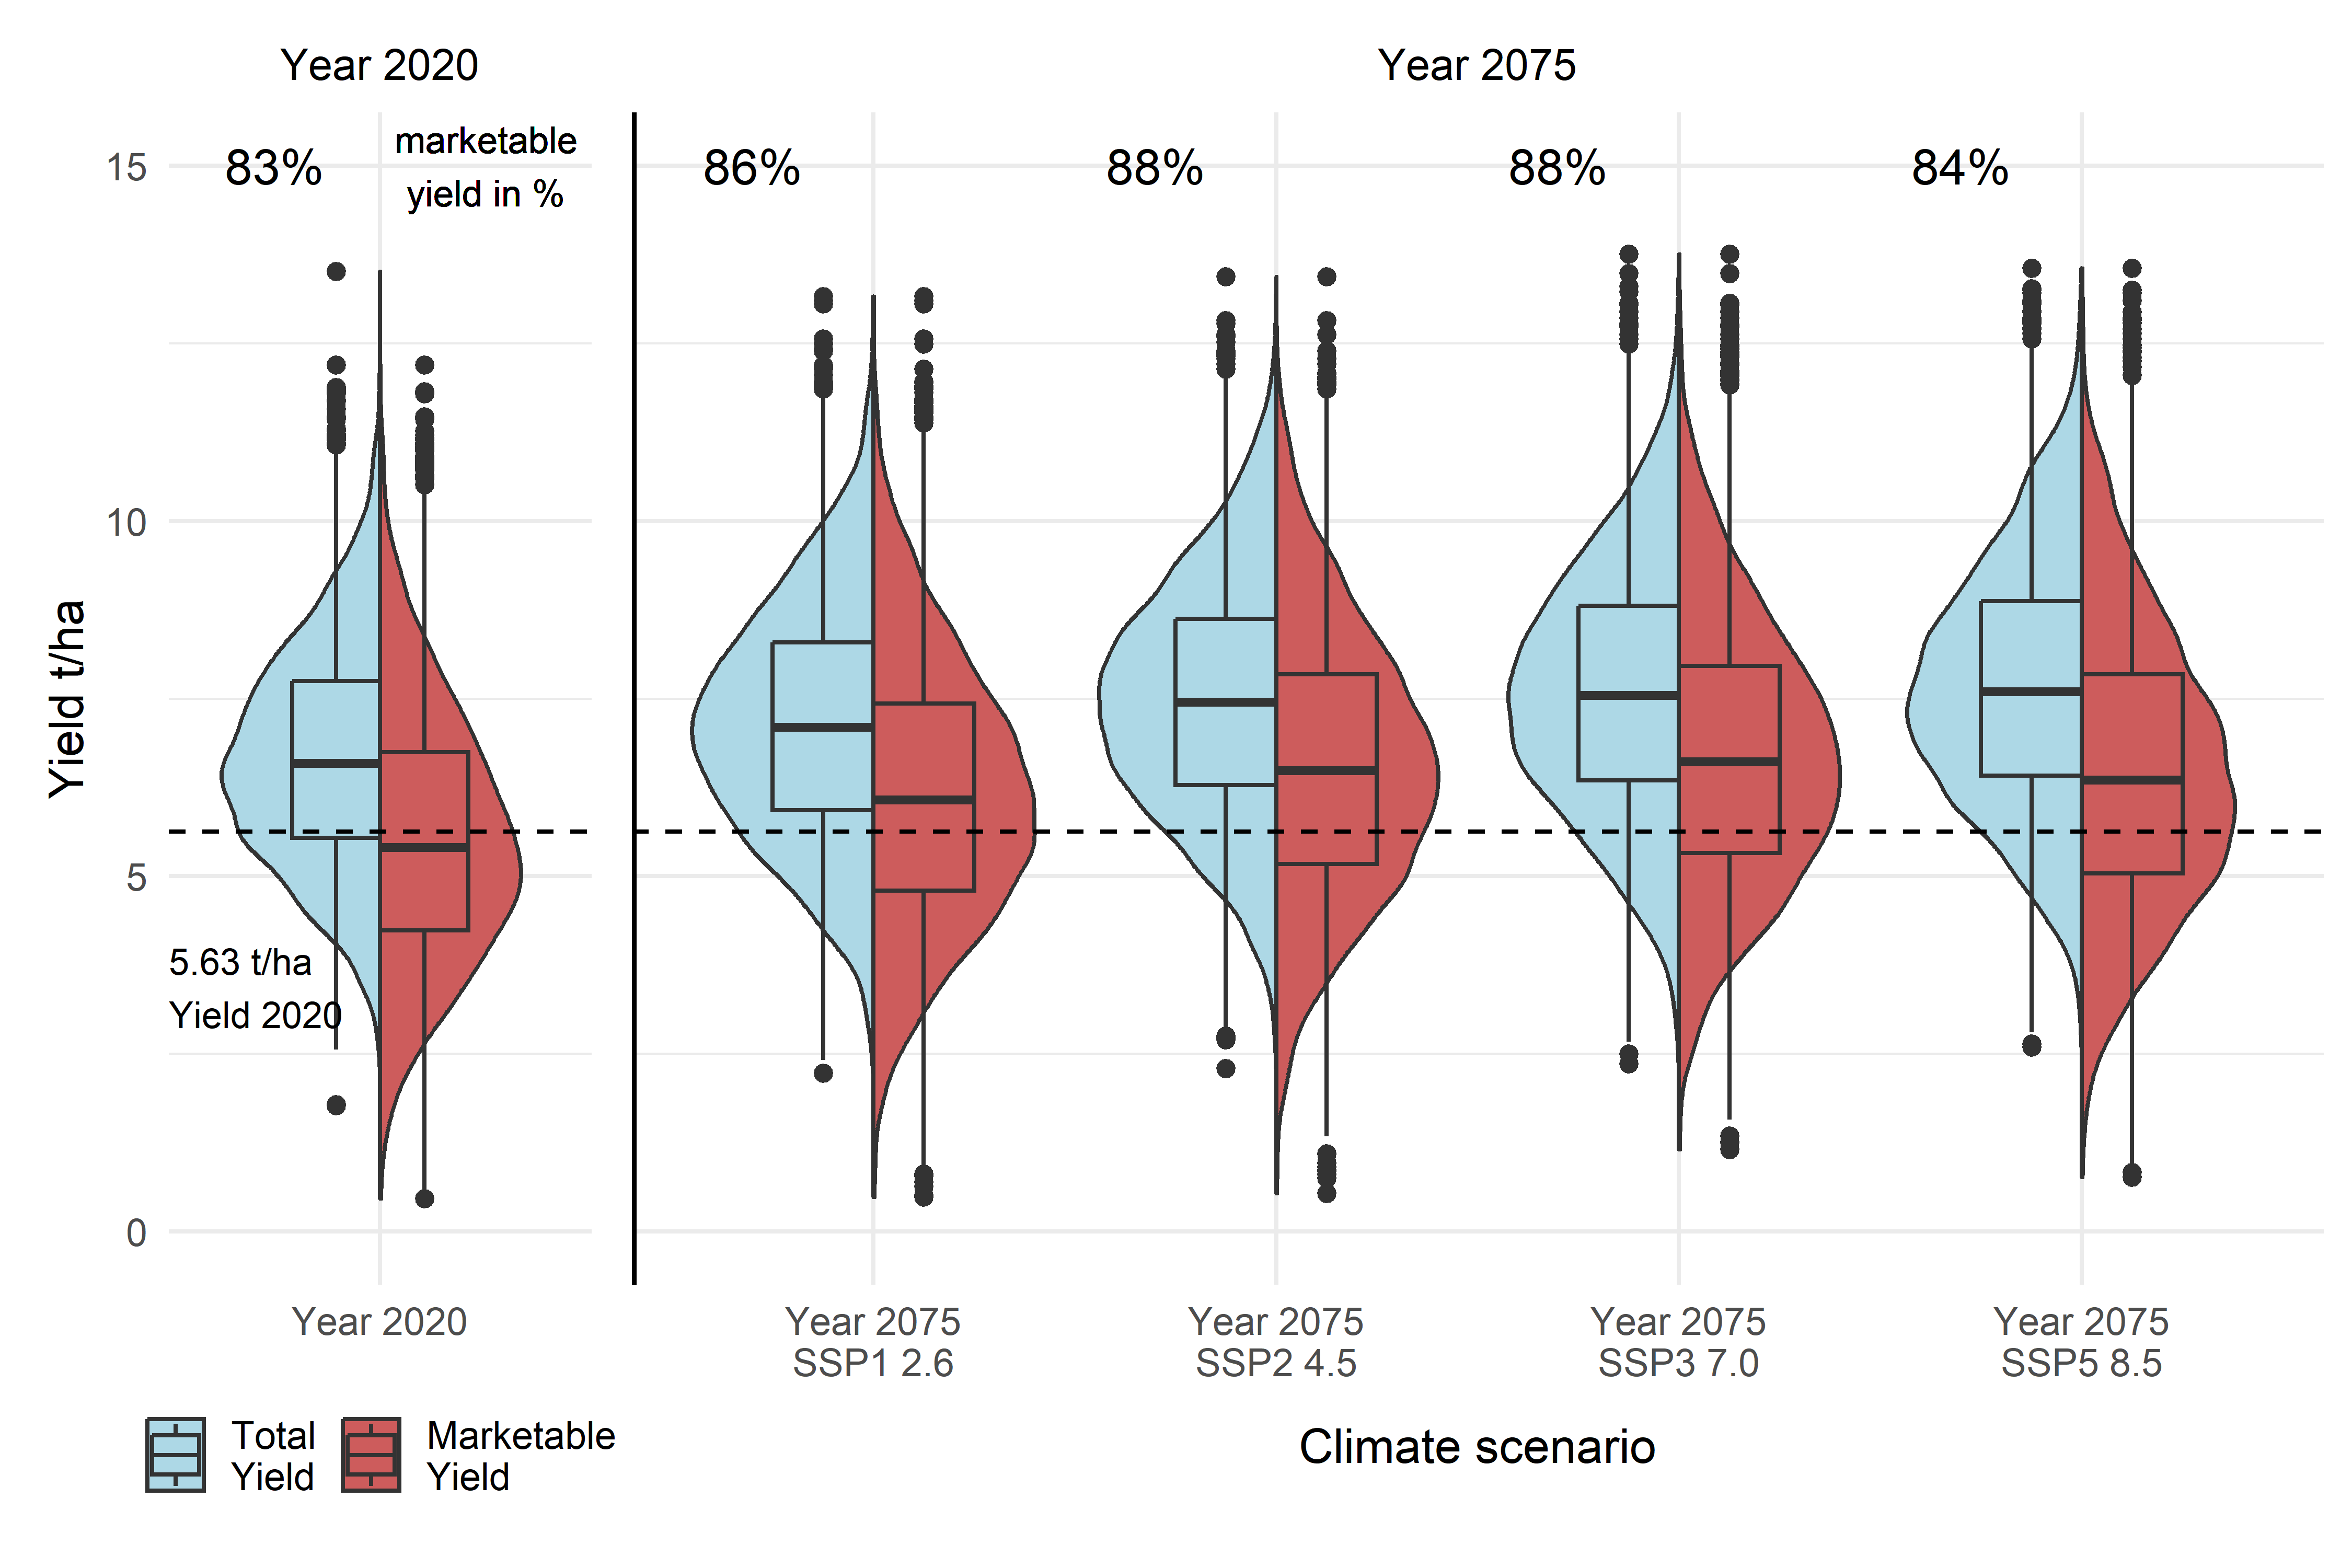 Year 2020
Year 2075
marketable
yield in %
83%
86%
88%
88%
84%
15
10
5
0
Yield t/ha
5.63 t/ha
Yield 2020
Year 2020
Year 2075
SSP1 2.6
Year 2075
SSP2 4.5
Year 2075
SSP3 7.0
Year 2075
SSP5 8.5
Climate scenario
Total
Yield
Marketable
Yield